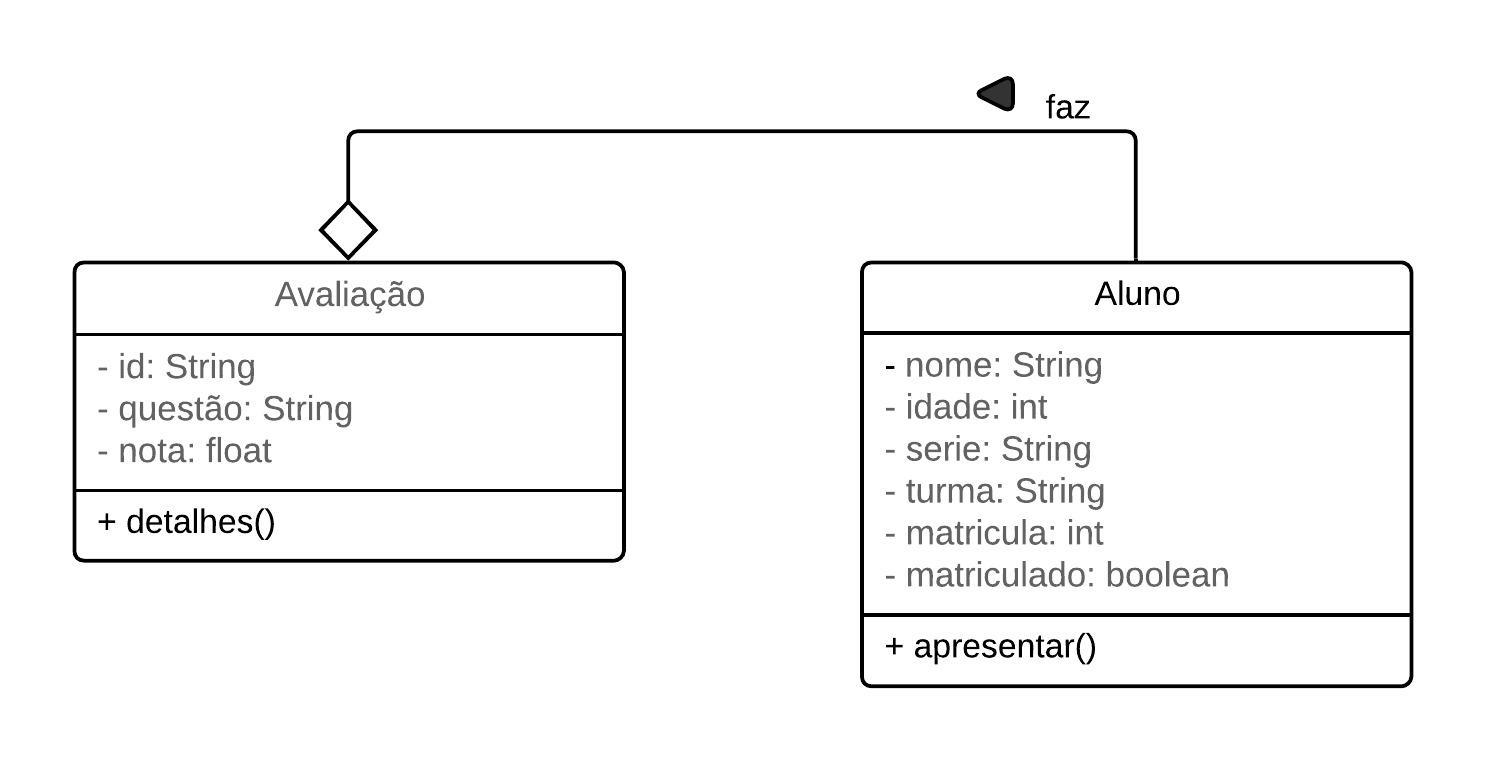 faz
Avaliação
- id: String
- questão: String
- nota: float
+ detalhes()
Aluno
- nome: String
- idade: int
- serie: String
- turma: String
- matricula: int
- matriculado: boolean
+ apresentar()